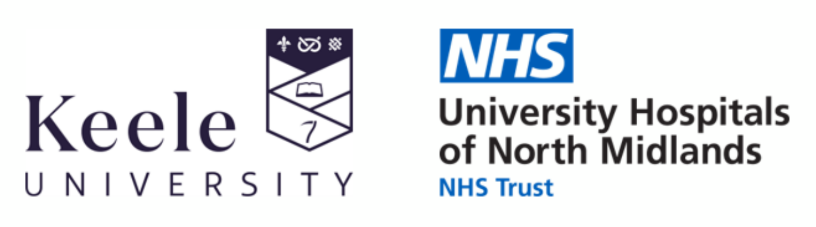 Keele
UNIVERSITY
NHS
University Hospitals
of North Midlands
NHS Trust